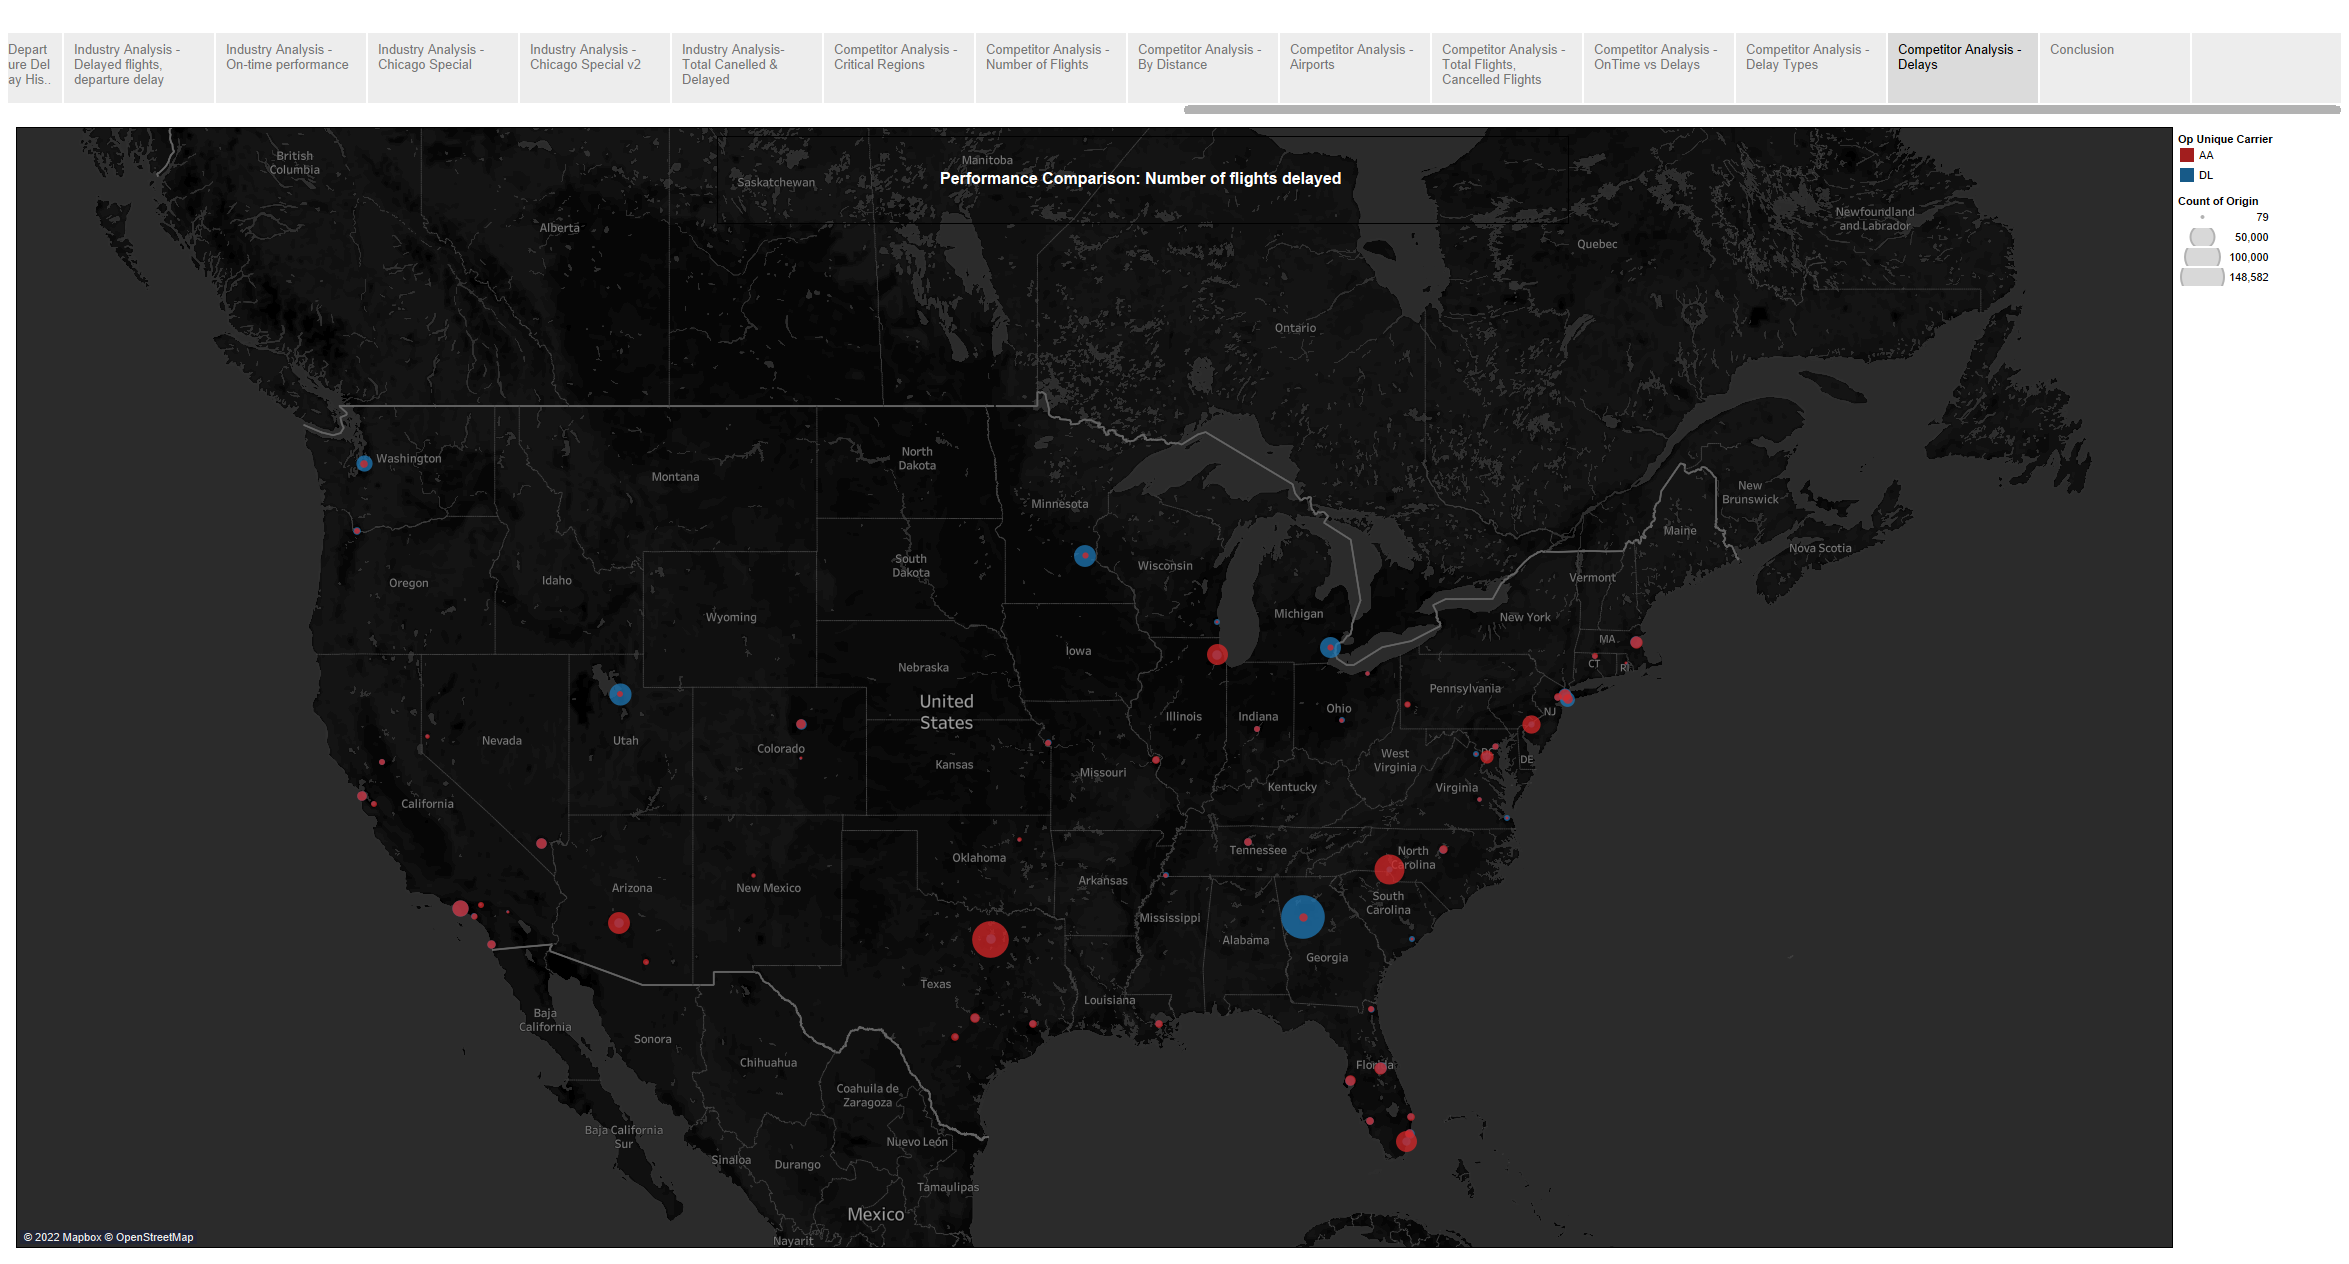 Depart
ure Del
ay His..
Industry Analysis -
Delayed flights,
departure delay
Industry Analysis -
On-time performance
Industry Analysis -
Chicago Special
Industry Analysis -
Chicago Special v2
Industry Analysis-
Total Canelled &
Delayed
Competitor Analysis -
Critical Regions
Competitor Analysis -
Number of Flights
Competitor Analysis -
By Distance
Competitor Analysis -
Airports
Competitor Analysis -
Total Flights,
Cancelled Flights
Competitor Analysis -
OnTime vs Delays
Competitor Analysis -
Delay Types
Competitor Analysis -
Delays
Conclusion
Performance Comparison: Number of flights delayed
Op Unique Carrier
AA
DL
Count of Origin
79
50,000
100,000
148,582
British
Columbia
Manitoba
Saskatchewan
Alberta
Newfoundland
and Labrador
Quebec
Ontario
Washington
Montana
North
Dakota
Minnesota
New
Brunswick
Maine
Nova Scotia
Oregon
Idaho
South
Dakota
Wisconsin
Vermont
Wyoming
Michigan
New York
MA
Iowa
Nebraska
CT
RI
Pennsylvania
United
States
Illinois
Indiana
Ohio
NJ
Nevada
Utah
Colorado
Kansas
Missouri
West
Virginia
DC
DE
Kentucky
Virginia
California
Oklahoma
Tennessee
North
Carolina
Arizona
New Mexico
Arkansas
South
Carolina
Mississippi
Alabama
Georgia
Texas
Louisiana
Baja
California
Sonora
Chihuahua
Florida
Coahuila de
Zaragoza
Baja California
Sur
Nuevo León
Sinaloa
Durango
Tamaulipas
Mexico
Nayarit
© 2022 Mapbox © OpenStreetMap